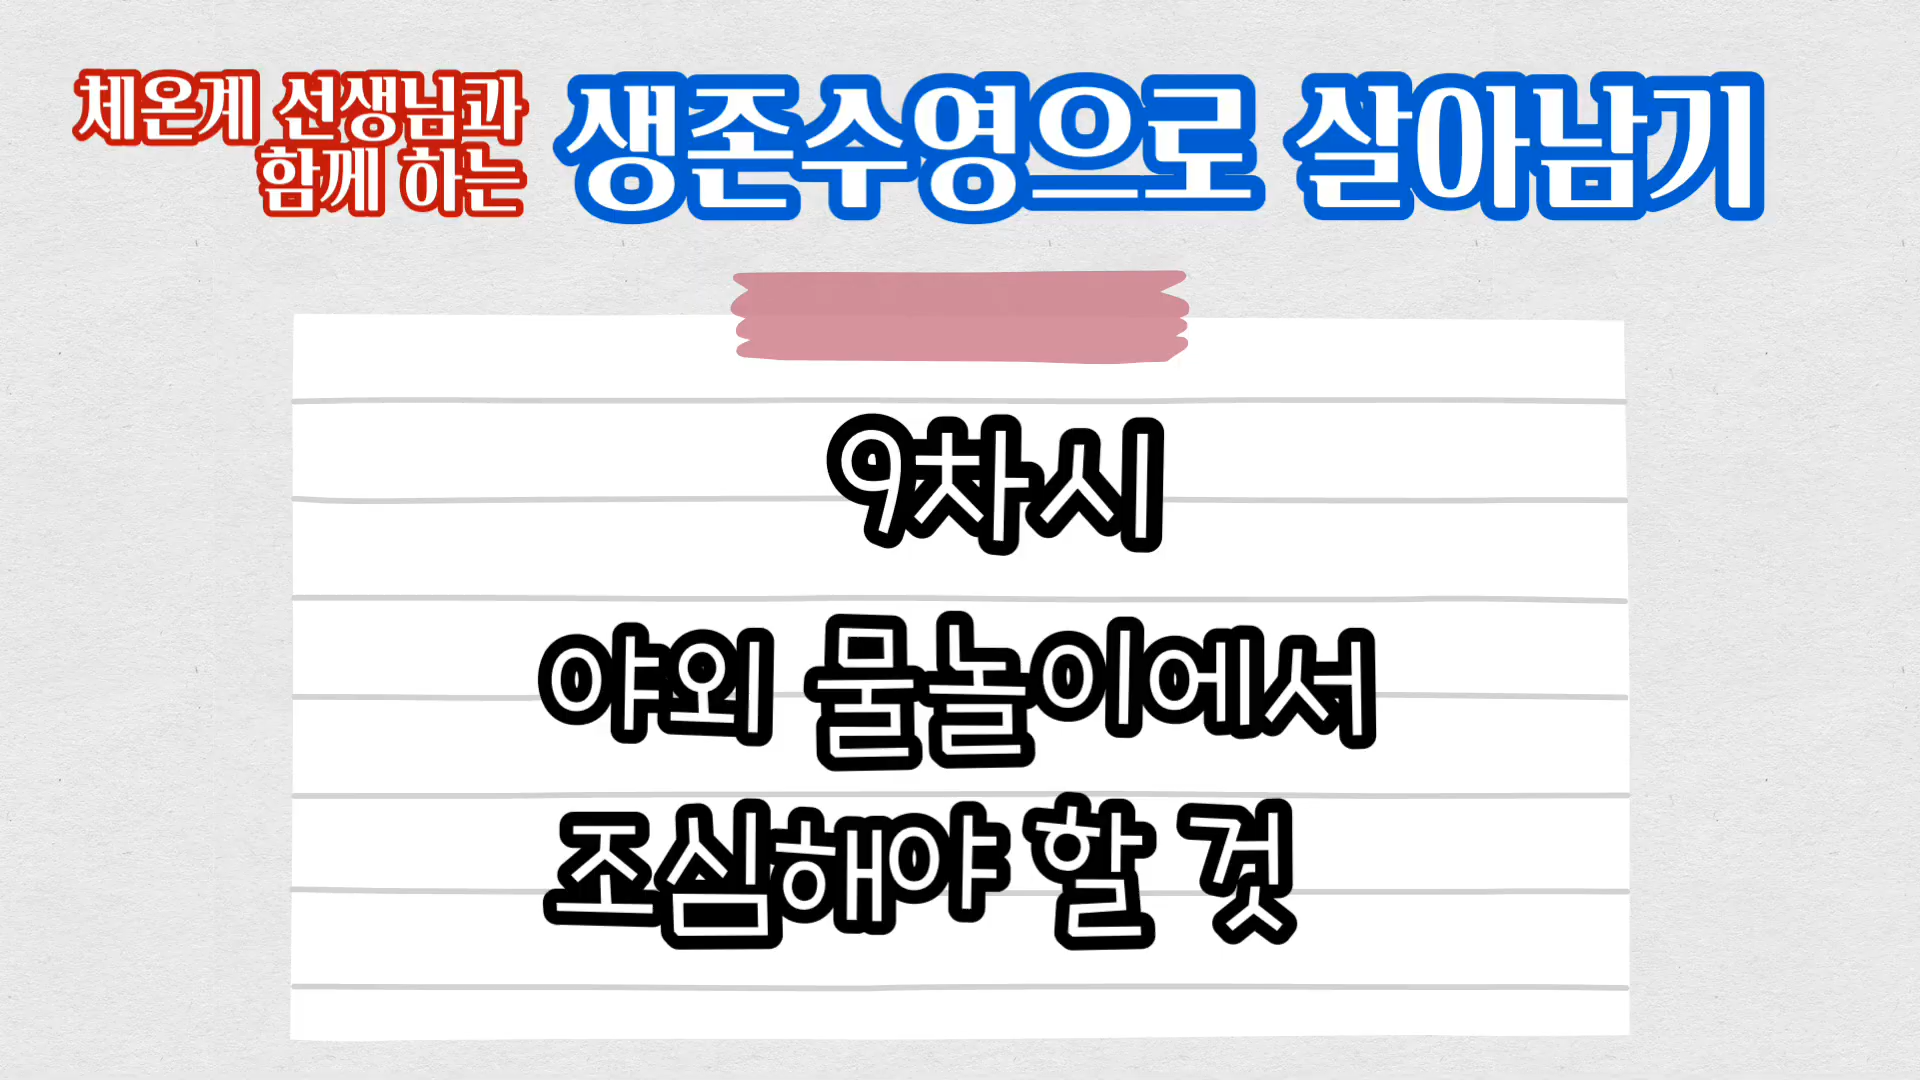 체온계 선생님과
함께 하는
생존수영으로 살아남기
9차시
야외 물놀이에서
조심해야 할 것